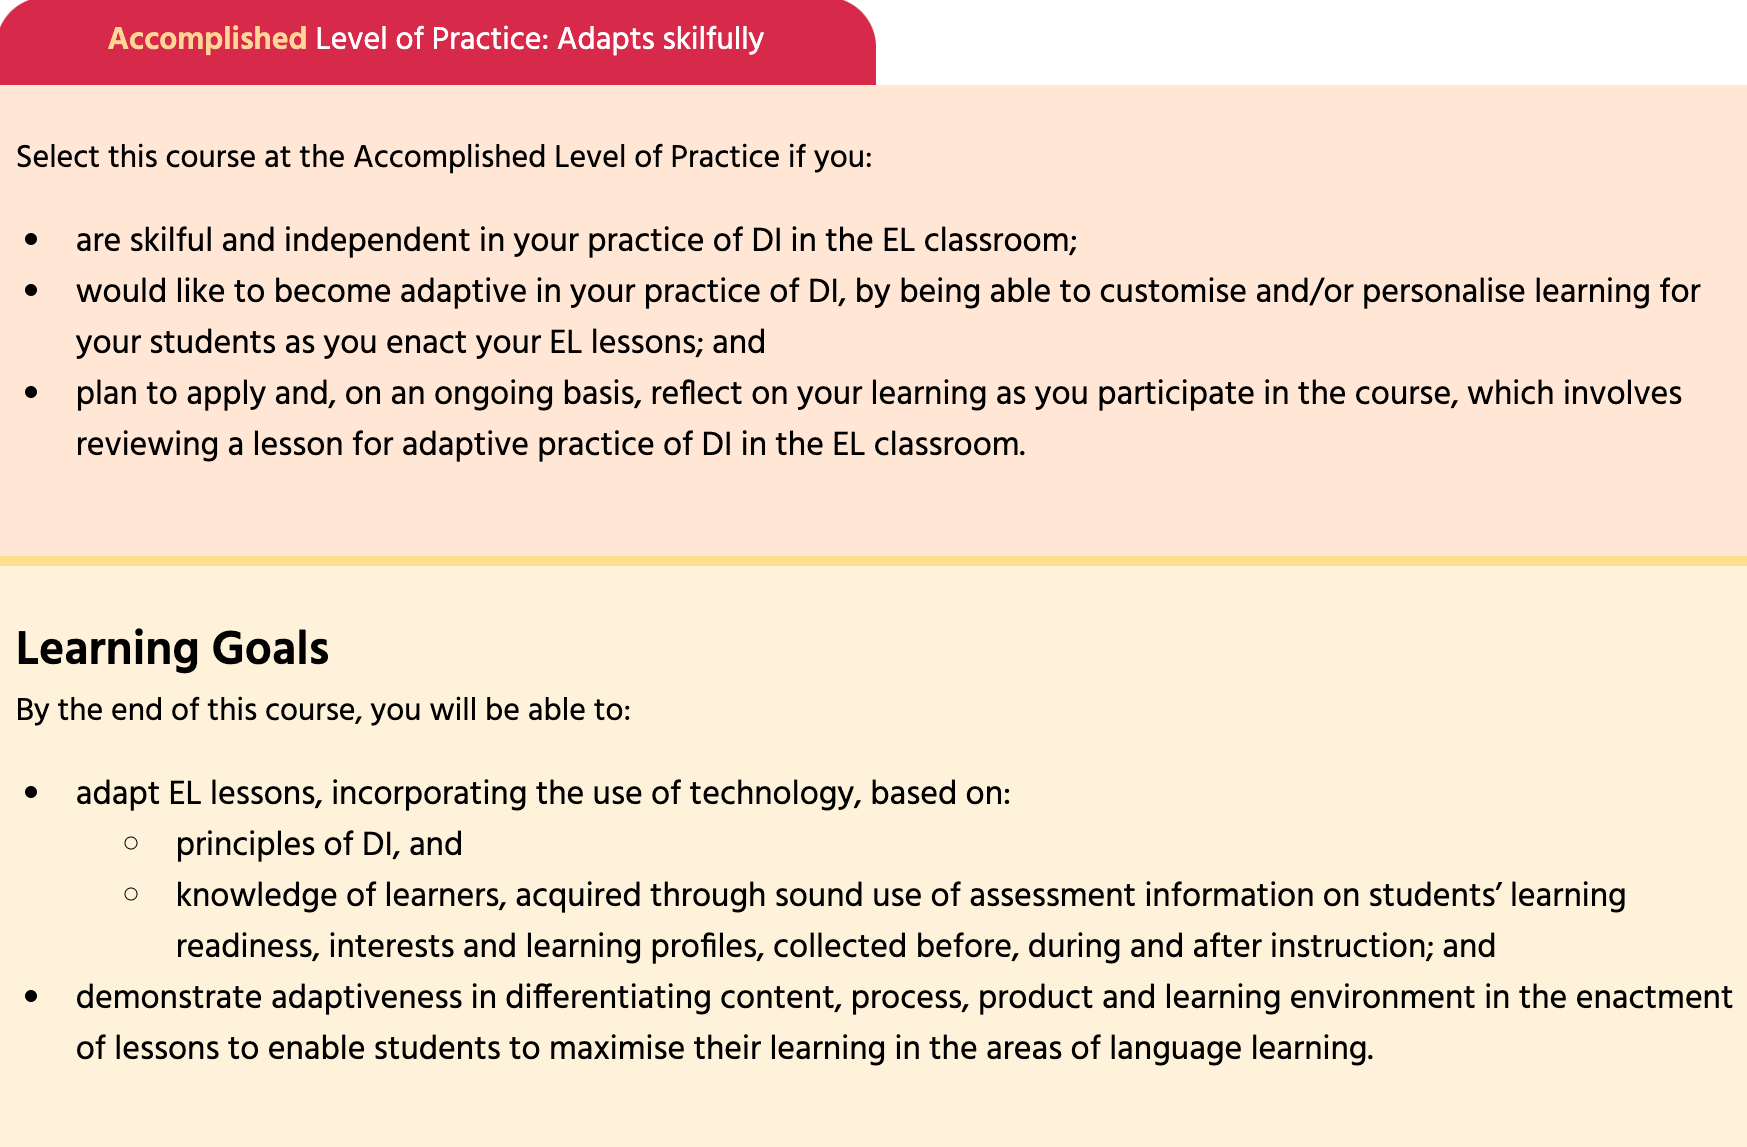 Accomplished Level of Practice: Adapts skilfully
Select this course at the Accomplished Level of Practice if you:
• are skilful and independent in your practice of DI in the EL classroom;
• would like to become adaptive in your practice of DI, by being able to customise and/or personalise learning for
your students as you enact your EL lessons; and
• plan to apply and, on an ongoing basis, reflect on your learning as you participate in the course, which involves
reviewing a lesson for adaptive practice of DI in the EL classroom.
Learning Goals
By the end of this course, you will be able to:
• adapt EL lessons, incorporating the use of technology, based on:
○ principles of DI, and
○ knowledge of learners, acquired through sound use of assessment information on students’ learning
readiness, interests and learning profiles, collected before, during and after instruction; and
• demonstrate adaptiveness in differentiating content, process, product and learning environment in the enactment
of lessons to enable students to maximise their learning in the areas of language learning.